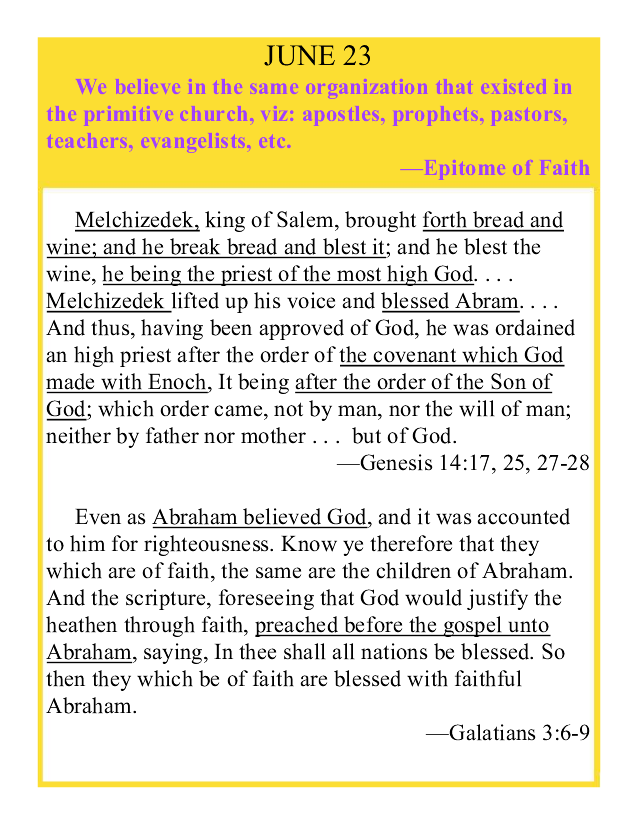 JUNE 23
We believe in the same organization that existed in
the primitive church, viz: apostles, prophets, pastors,
teachers, evangelists, etc.
—Epitome of Faith
Melchizedek, king of Salem, brought forth bread and
wine; and he break bread and blest it; and he blest the
wine, he being the priest of the most high God. . . .
Melchizedek lifted up his voice and blessed Abram. . . .
And thus, having been approved of God, he was ordained
an high priest after the order of the covenant which God
made with Enoch, It being after the order of the Son of
God; which order came, not by man, nor the will of man;
neither by father nor mother . . .  but of God.
—Genesis 14:17, 25, 27-28
Even as Abraham believed God, and it was accounted
to him for righteousness. Know ye therefore that they
which are of faith, the same are the children of Abraham.
And the scripture, foreseeing that God would justify the
heathen through faith, preached before the gospel unto
Abraham, saying, In thee shall all nations be blessed. So
then they which be of faith are blessed with faithful
Abraham.
—Galatians 3:6-9